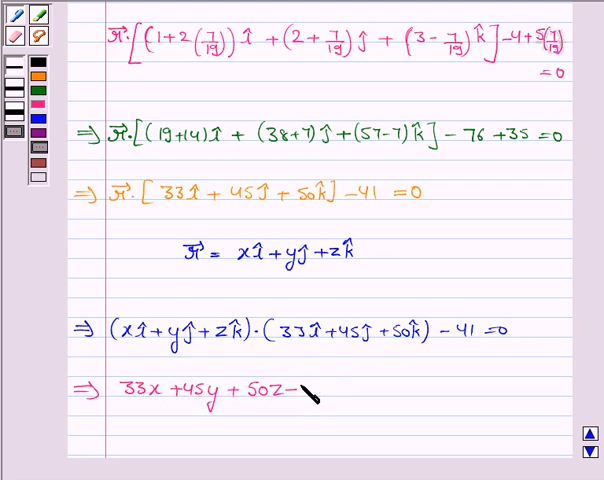 r⃗·[(1+2(7/19))î + (2+7/19)ĵ + (3-7/19)k̂] -4+5(7/19)
=0
⇒ r⃗·[(19+14)î + (38+7)ĵ+(57-7)k̂] - 76 +35 =0
⇒ r⃗·[33î + 45ĵ + 50k̂] -41 =0
r⃗ = xî+yĵ+zk̂
⇒ (xî+yĵ+zk̂)·(33î+45ĵ+50k̂) - 41 =0
⇒ 33x +45y + 50z -